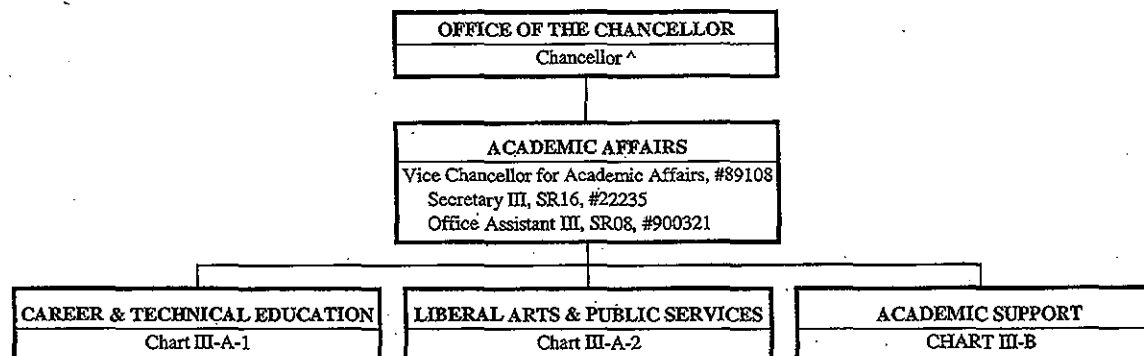 OFFICE OF THE CHANCELLOR
Chancellor ^
ACADEMIC AFFAIRS
Vice Chancellor for Academic Affairs, #89108
Secretary III, SR16, #22235
Office Assistant III, SR08, #900321
CAREER & TECHNICAL EDUCATION
Chart III-A-1
LIBERAL ARTS & PUBLIC SERVICES
Chart III-A-2
ACADEMIC SUPPORT
CHART III-B